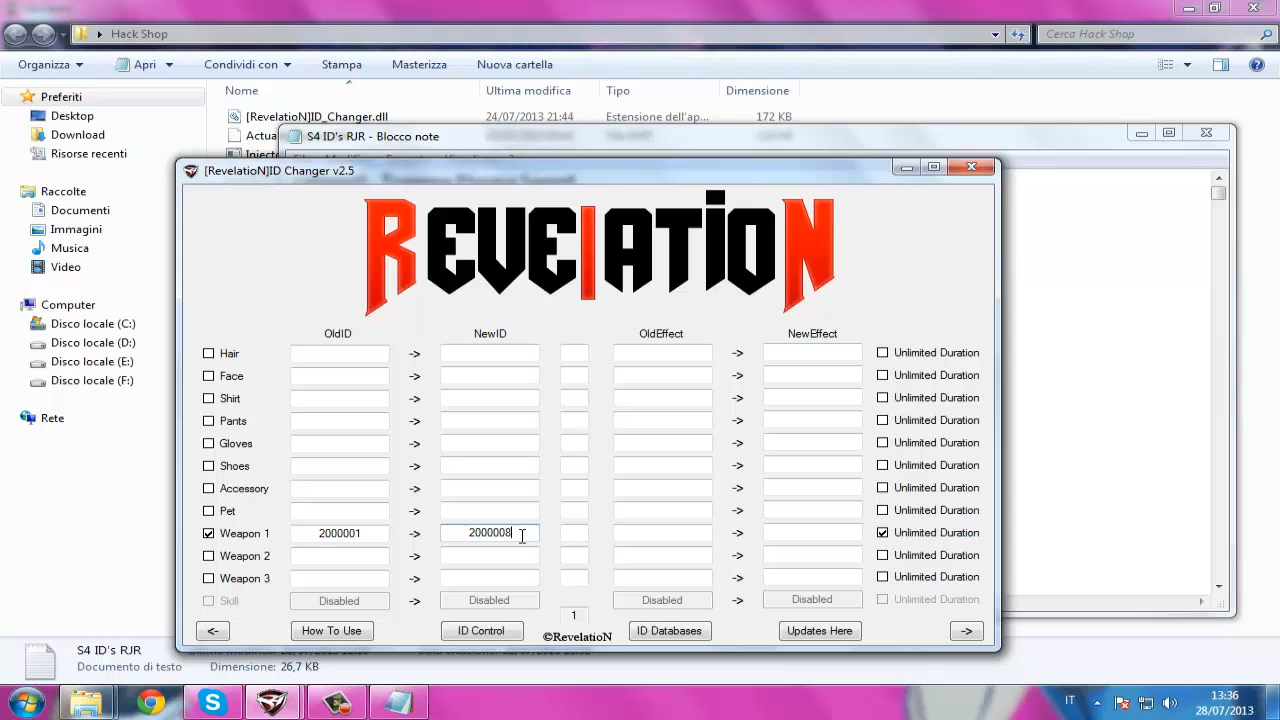 Hack Shop
Cerca Hack Shop
Organizza
Apri
Condividi con
Stampa
Masterizza
Nuova cartella
Preferiti
Desktop
Download
Risorse recenti
Raccolte
Documenti
Immagini
Musica
Video
Computer
Disco locale (C:)
Disco locale (D:)
Disco locale (E:)
Disco locale (F:)
Rete
Nome Ultima modifica Tipo Dimensione
[RevelatioN]ID_Changer.dll 24/07/2013 21:44 Estensione dell'ap... 172 KB
S4 ID's RJR - Blocco note
[RevelatioN]ID Changer v2.5
RevelatioN
OldID NewID OldEffect NewEffect
Hair -> -> Unlimited Duration
Face -> -> Unlimited Duration
Shirt -> -> Unlimited Duration
Pants -> -> Unlimited Duration
Gloves -> -> Unlimited Duration
Shoes -> -> Unlimited Duration
Accessory -> -> Unlimited Duration
Pet -> -> Unlimited Duration
Weapon 1 2000001 -> 2000008 -> Unlimited Duration
Weapon 2 -> -> Unlimited Duration
Weapon 3 -> -> Unlimited Duration
Skill Disabled -> Disabled Disabled -> Disabled Unlimited Duration
1
<- How To Use ID Control ©RevelatioN ID Databases Updates Here ->
S4 ID's RJR
Documento di testo
Dimensione: 26,7 KB
IT
13:36
28/07/2013